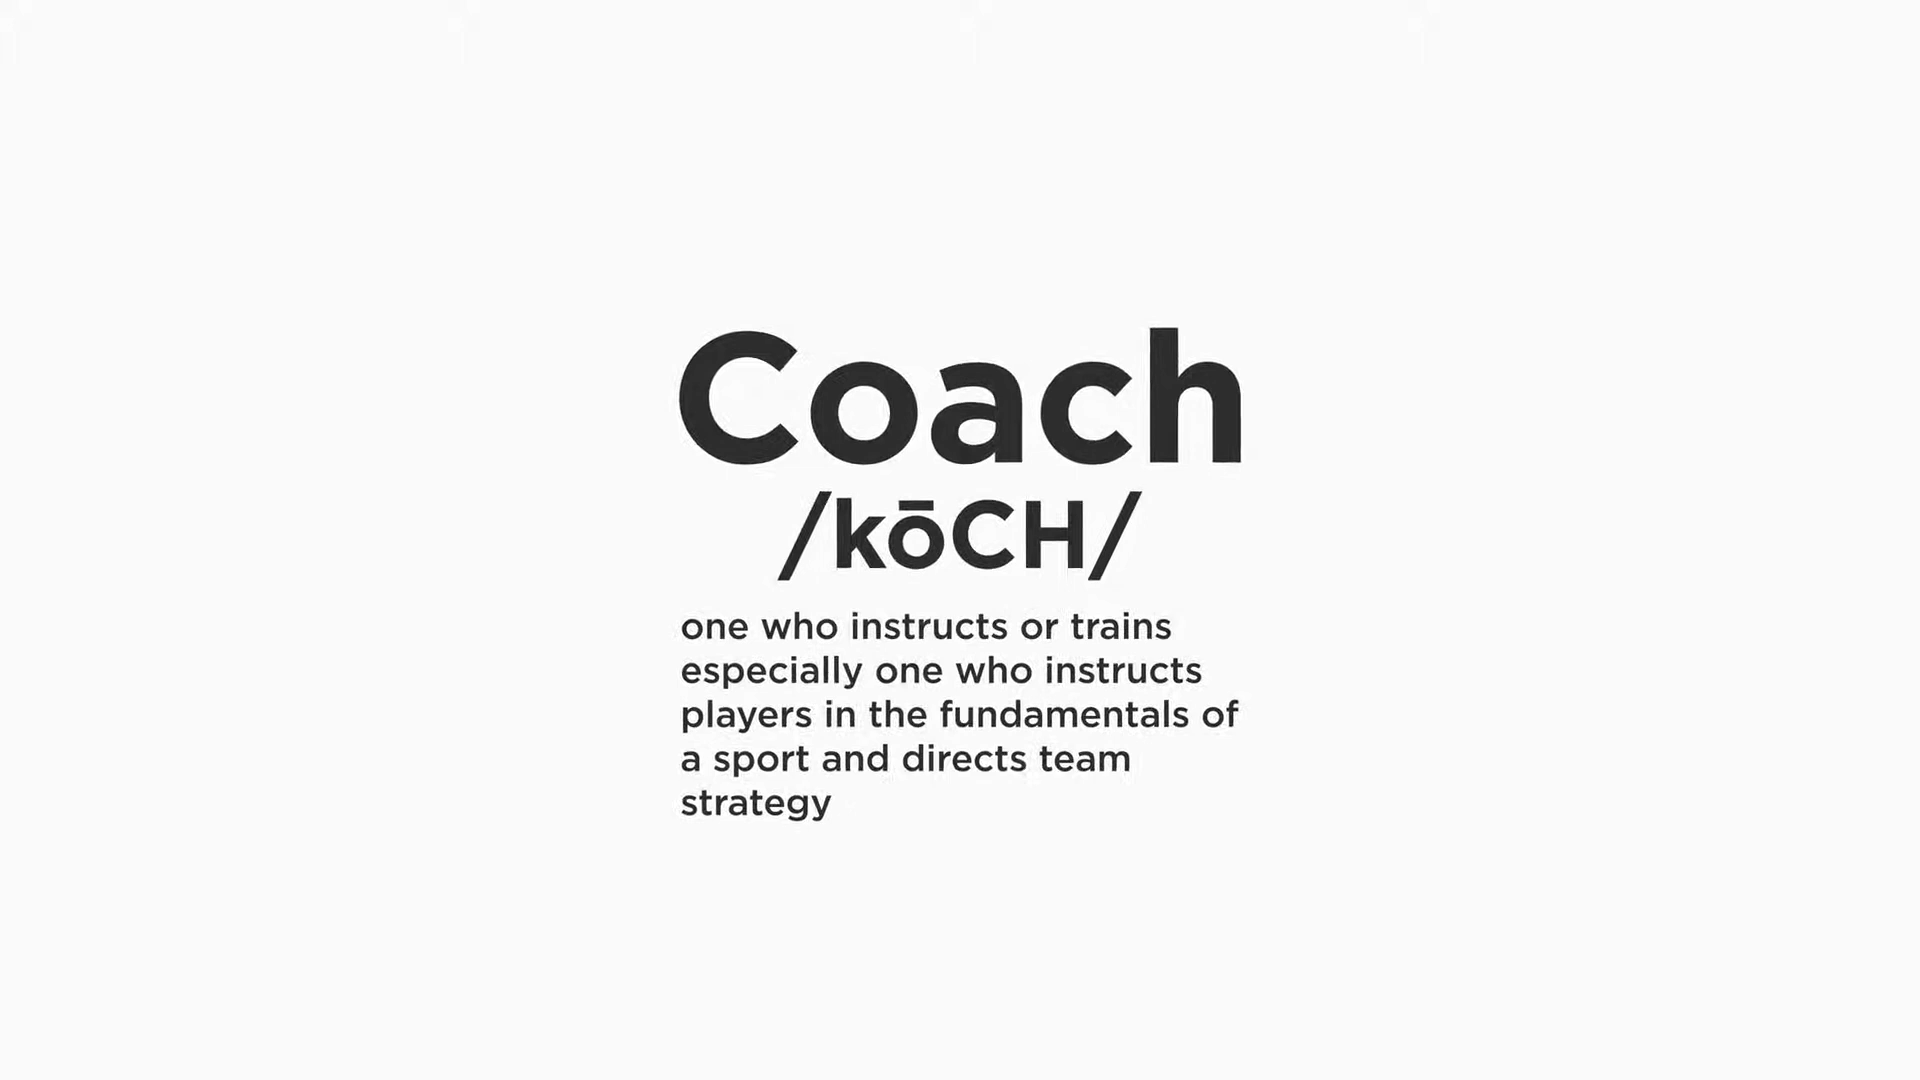 Coach
/kōCH/
one who instructs or trains
especially one who instructs
players in the fundamentals of
a sport and directs team
strategy